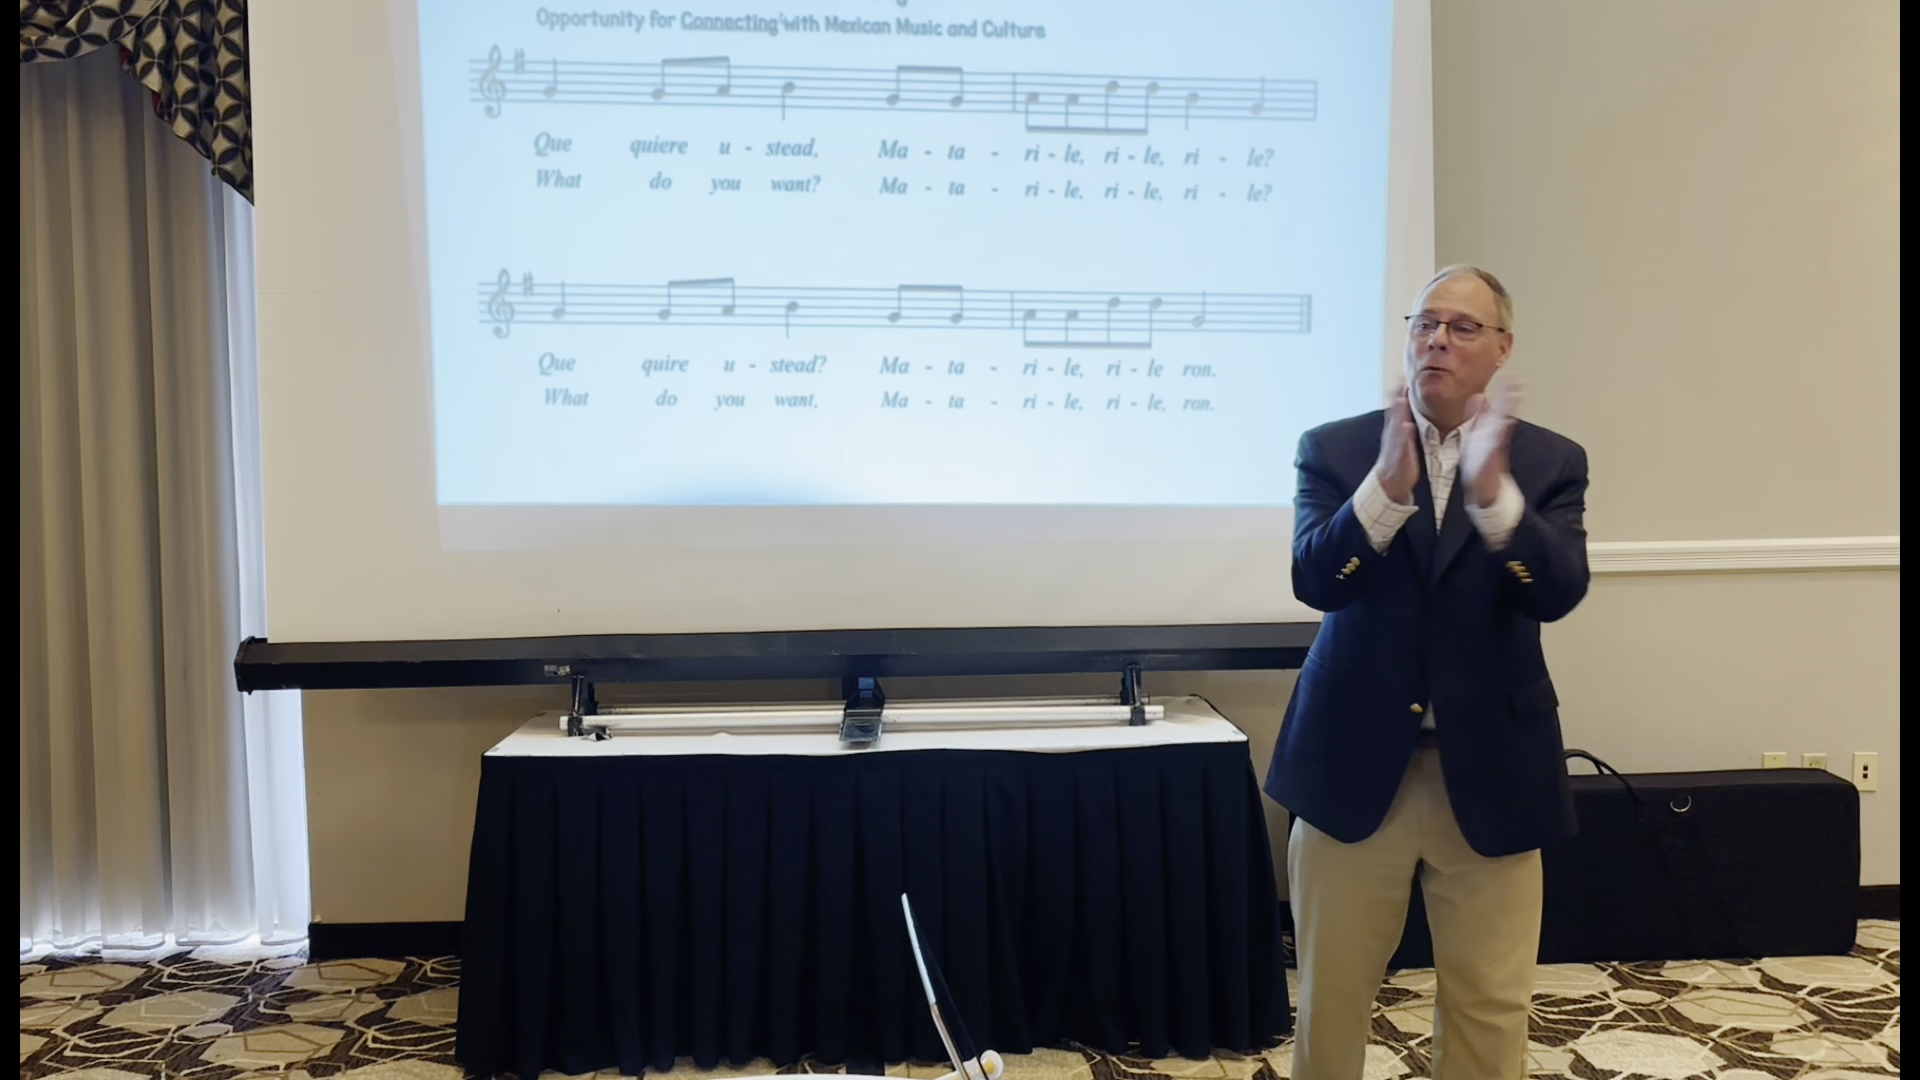 Opportunity for Connecting with Mexican Music and Culture
Que quiere u - stead, Ma - ta - ri - le, ri - le, ri - le?
What do you want? Ma - ta - ri - le, ri - le, ri - le?
Que quire u - stead? Ma - ta - ri - le, ri - le ron.
What do you want, Ma - ta - ri - le, ri - le, ron.